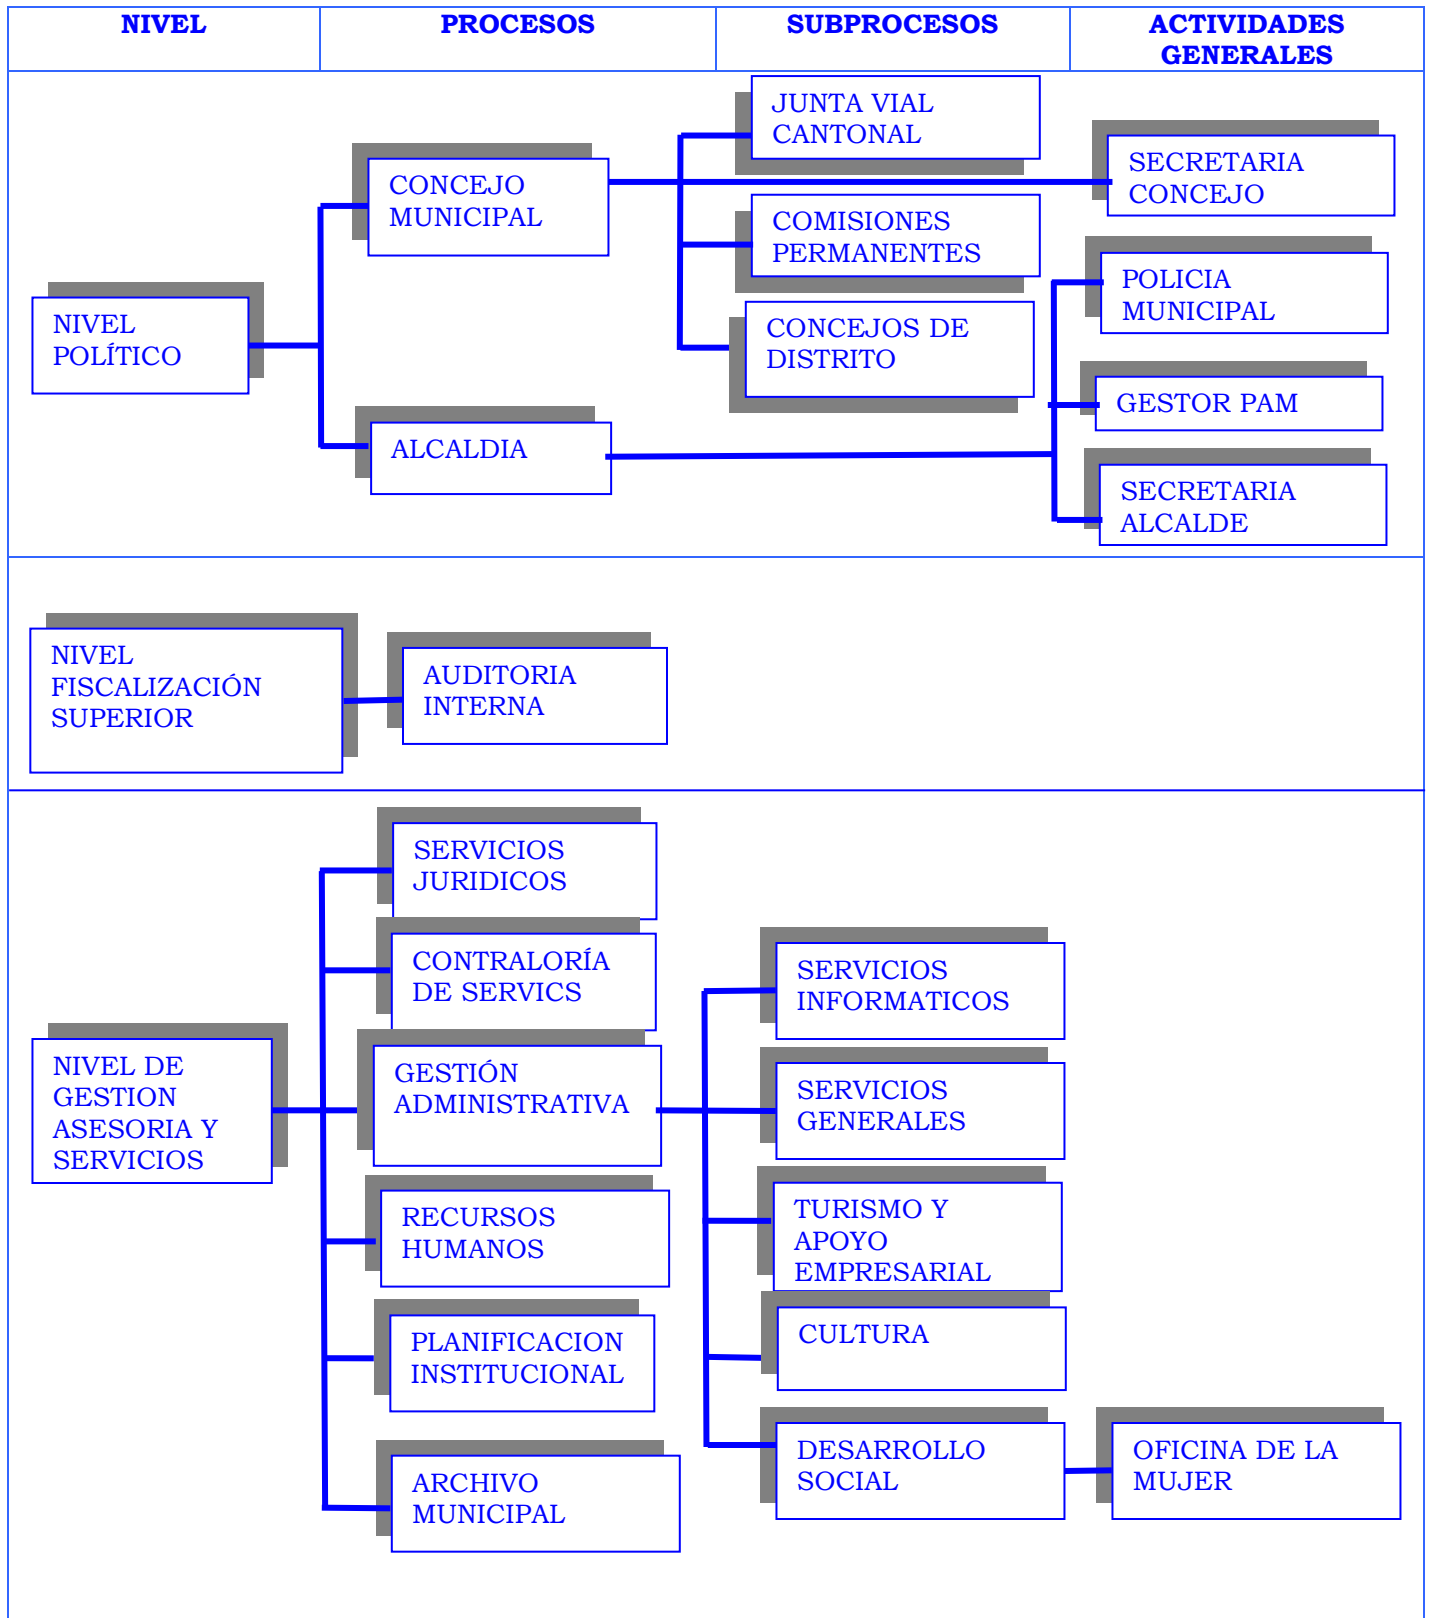 NIVEL
PROCESOS
SUBPROCESOS
ACTIVIDADES
GENERALES
JUNTA VIAL
CANTONAL
CONCEJO
MUNICIPAL
SECRETARIA
CONCEJO
COMISIONES
PERMANENTES
POLICIA
MUNICIPAL
NIVEL
POLÍTICO
CONCEJOS DE
DISTRITO
GESTOR PAM
ALCALDIA
SECRETARIA
ALCALDE
NIVEL
FISCALIZACIÓN
SUPERIOR
AUDITORIA
INTERNA
SERVICIOS
JURIDICOS
CONTRALORÍA
DE SERVICS
SERVICIOS
INFORMATICOS
NIVEL DE
GESTION
ASESORIA Y
SERVICIOS
GESTIÓN
ADMINISTRATIVA
SERVICIOS
GENERALES
RECURSOS
HUMANOS
TURISMO Y
APOYO
EMPRESARIAL
PLANIFICACION
INSTITUCIONAL
CULTURA
ARCHIVO
MUNICIPAL
DESARROLLO
SOCIAL
OFICINA DE LA
MUJER